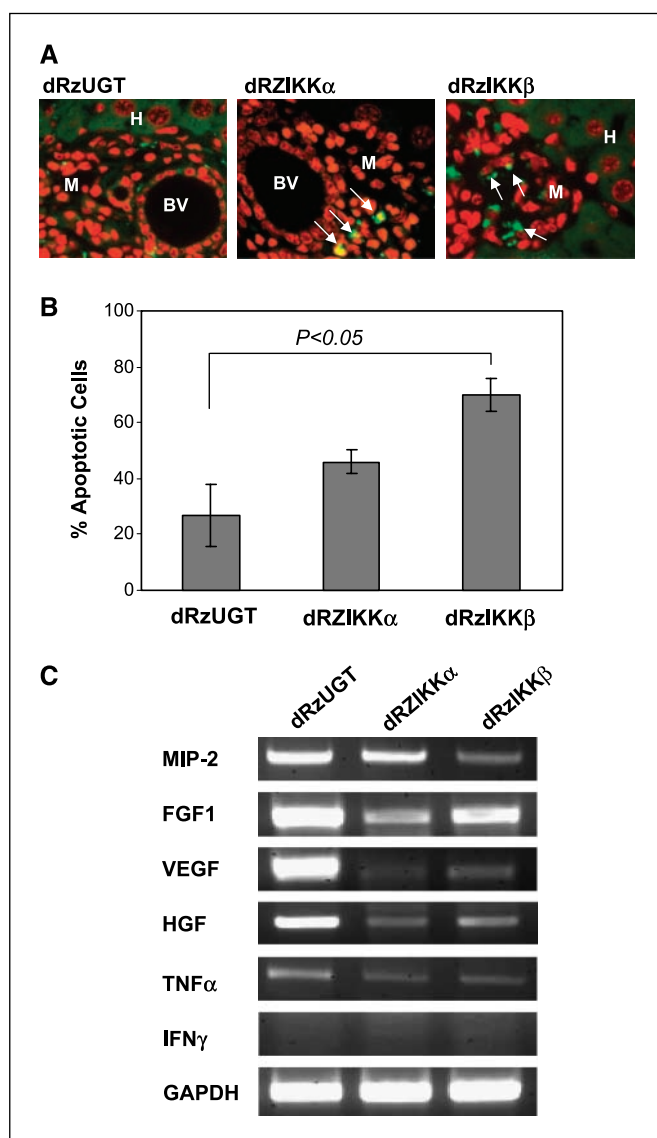 A
dRzUGT
dRZIKKα
dRzIKKβ
H
M
BV
M
BV
H
M
B
100
80
60
40
20
0
% Apoptotic Cells
P<0.05
dRzUGT
dRZIKKα
dRzIKKβ
C
dRzUGT
dRZIKKα
dRzIKKβ
MIP-2
FGF1
VEGF
HGF
TNFα
IFNγ
GAPDH